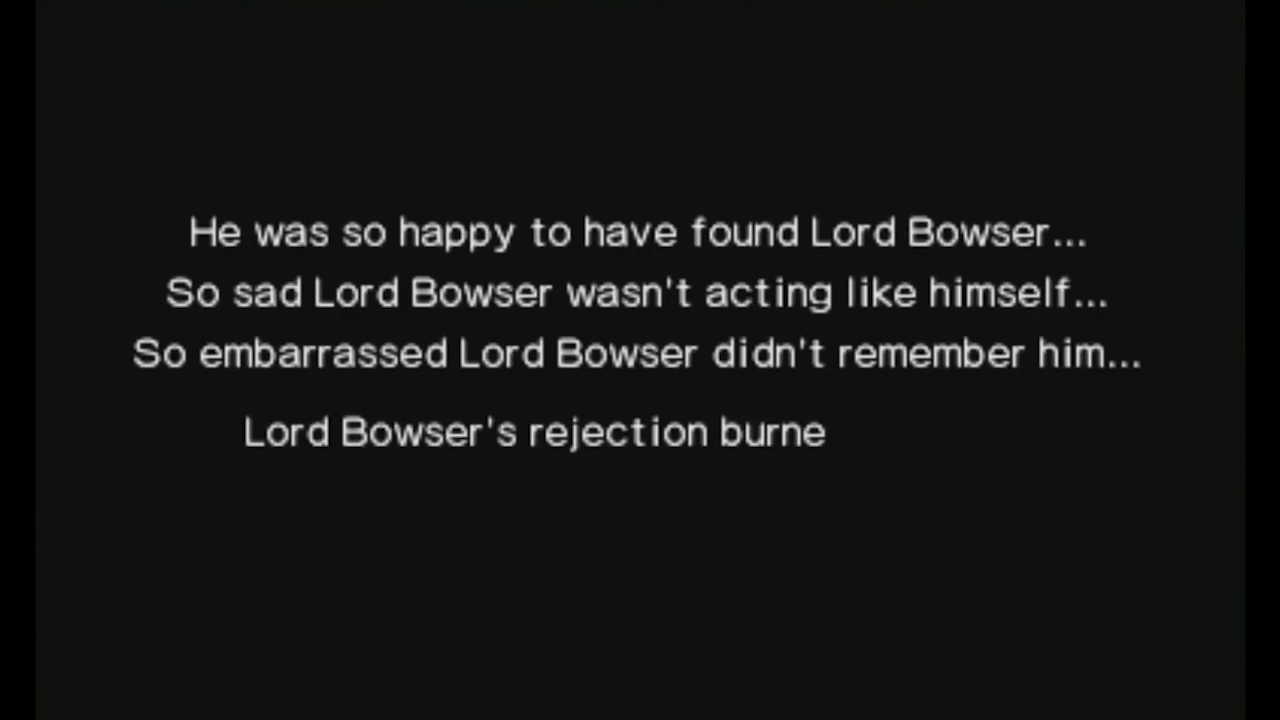 He was so happy to have found Lord Bowser...
So sad Lord Bowser wasn't acting like himself...
So embarrassed Lord Bowser didn't remember him...
Lord Bowser's rejection burne